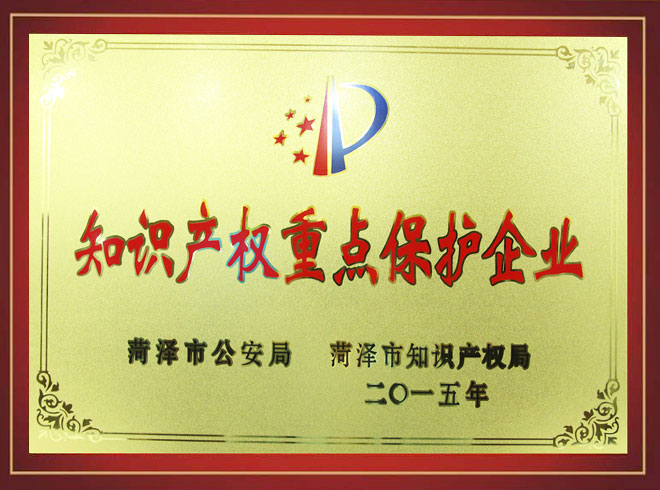 知识产权重点保护企业
菏泽市公安局 菏泽市知识产权局
二〇一五年